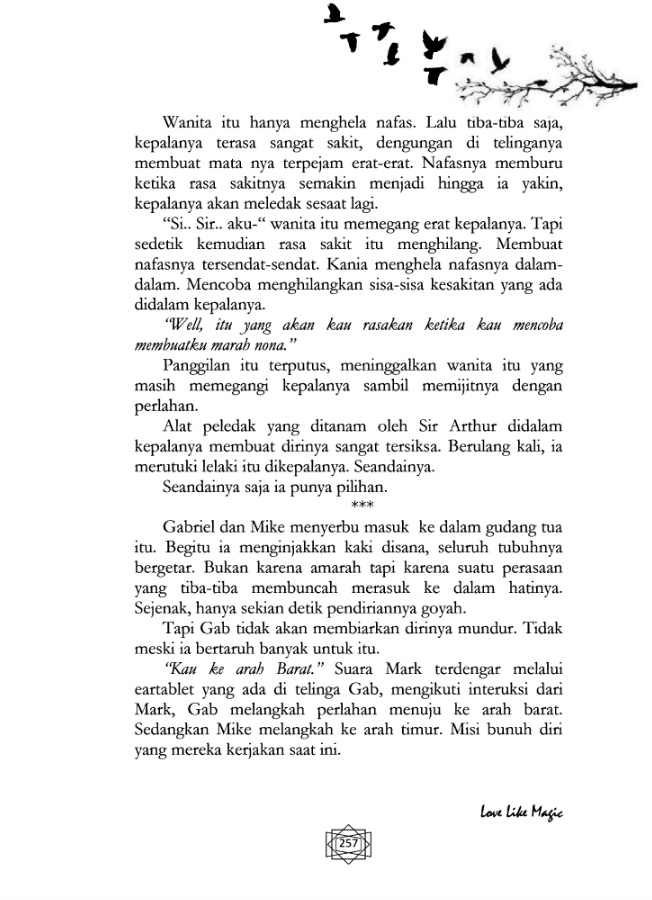 Wanita itu hanya menghela nafas. Lalu tiba-tiba saja,
kepalanya terasa sangat sakit, dengungan di telinganya
membuat mata nya terpejam erat-erat. Nafasnya memburu
ketika rasa sakitnya semakin menjadi hingga ia yakin,
kepalanya akan meledak sesaat lagi.
“Si.. Sir.. aku-“ wanita itu memegang erat kepalanya. Tapi
sedetik kemudian rasa sakit itu menghilang. Membuat
nafasnya tersendat-sendat. Kania menghela nafasnya dalam-
dalam. Mencoba menghilangkan sisa-sisa kesakitan yang ada
didalam kepalanya.
“Well, itu yang akan kau rasakan ketika kau mencoba
membuatku marah nona.”
Panggilan itu terputus, meninggalkan wanita itu yang
masih memegangi kepalanya sambil memijitnya dengan
perlahan.
Alat peledak yang ditanam oleh Sir Arthur didalam
kepalanya membuat dirinya sangat tersiksa. Berulang kali, ia
merutuki lelaki itu dikepalanya. Seandainya.
Seandainya saja ia punya pilihan.
***
Gabriel dan Mike menyerbu masuk ke dalam gudang tua
itu. Begitu ia menginjakkan kaki disana, seluruh tubuhnya
bergetar. Bukan karena amarah tapi karena suatu perasaan
yang tiba-tiba membuncah merasuk ke dalam hatinya.
Sejenak, hanya sekian detik pendiriannya goyah.
Tapi Gab tidak akan membiarkan dirinya mundur. Tidak
meski ia bertaruh banyak untuk itu.
“Kau ke arah Barat.” Suara Mark terdengar melalui
eartablet yang ada di telinga Gab, mengikuti interuksi dari
Mark, Gab melangkah perlahan menuju ke arah barat.
Sedangkan Mike melangkah ke arah timur. Misi bunuh diri
yang mereka kerjakan saat ini.
Love Like Magic
257